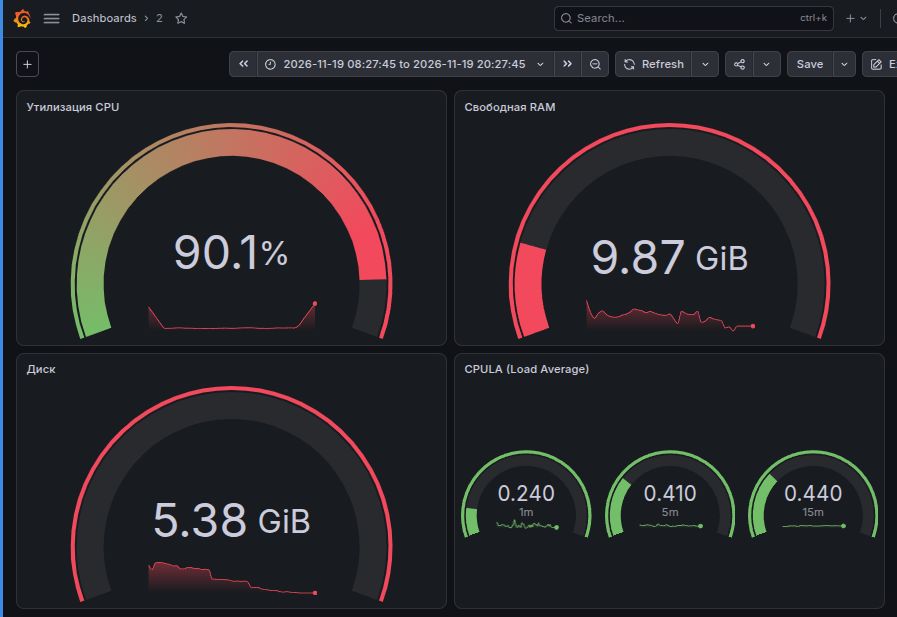 Dashboards › 2
Search...
ctrl+k
2026-11-19 08:27:45 to 2026-11-19 20:27:45
Refresh
Save
Утилизация CPU
90.1%
Свободная RAM
9.87 GiB
Диск
5.38 GiB
CPULA (Load Average)
0.240
1m
0.410
5m
0.440
15m